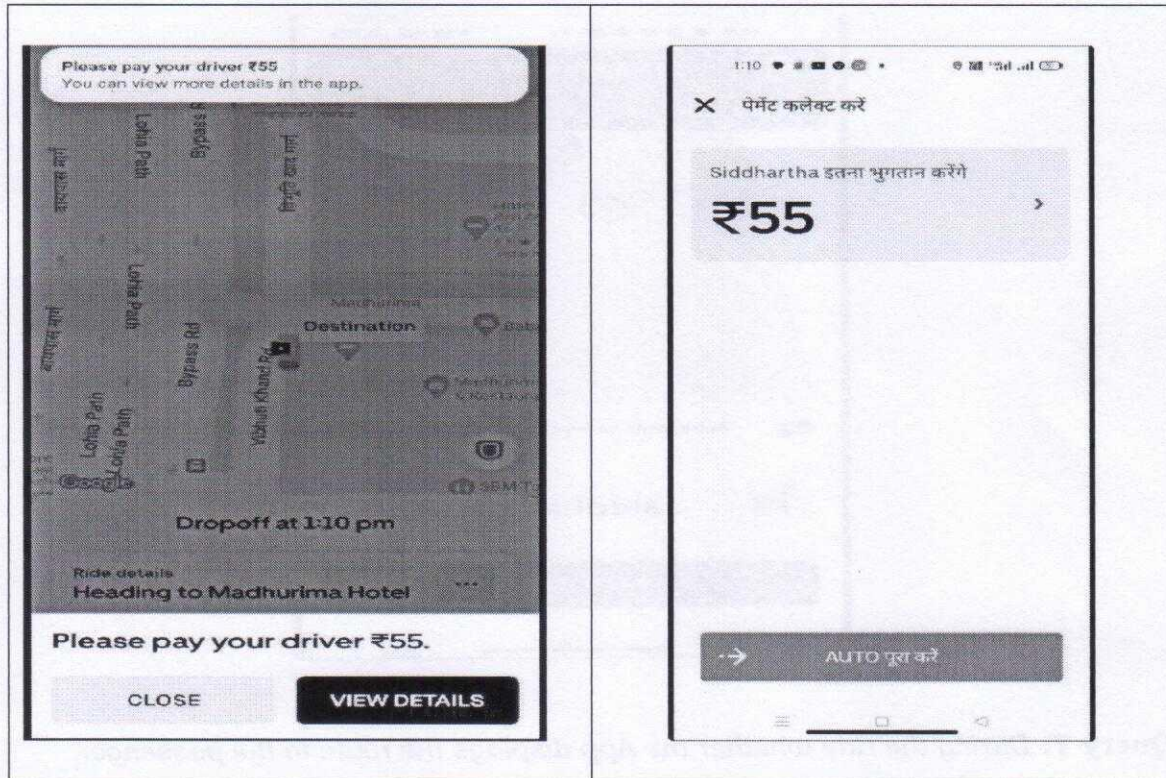 Please pay your driver ₹55
You can view more details in the app.
Lohia Path
Bypass R
बायपास मार्ग
विभूति खंड मार्ग
Lohia Path
Madhurima
Destination
Bypass Rd
बायपास मार्ग
Vibhuti Khand Rd
Lohia Path
Lohia Path
SBM T
Dropoff at 1:10 pm
Ride details
Heading to Madhurima Hotel
Please pay your driver ₹55.
CLOSE
VIEW DETAILS
1:10
पेमेंट कलेक्ट करें
Siddhartha इतना भुगतान करेंगे
₹55
AUTO पूरा करें